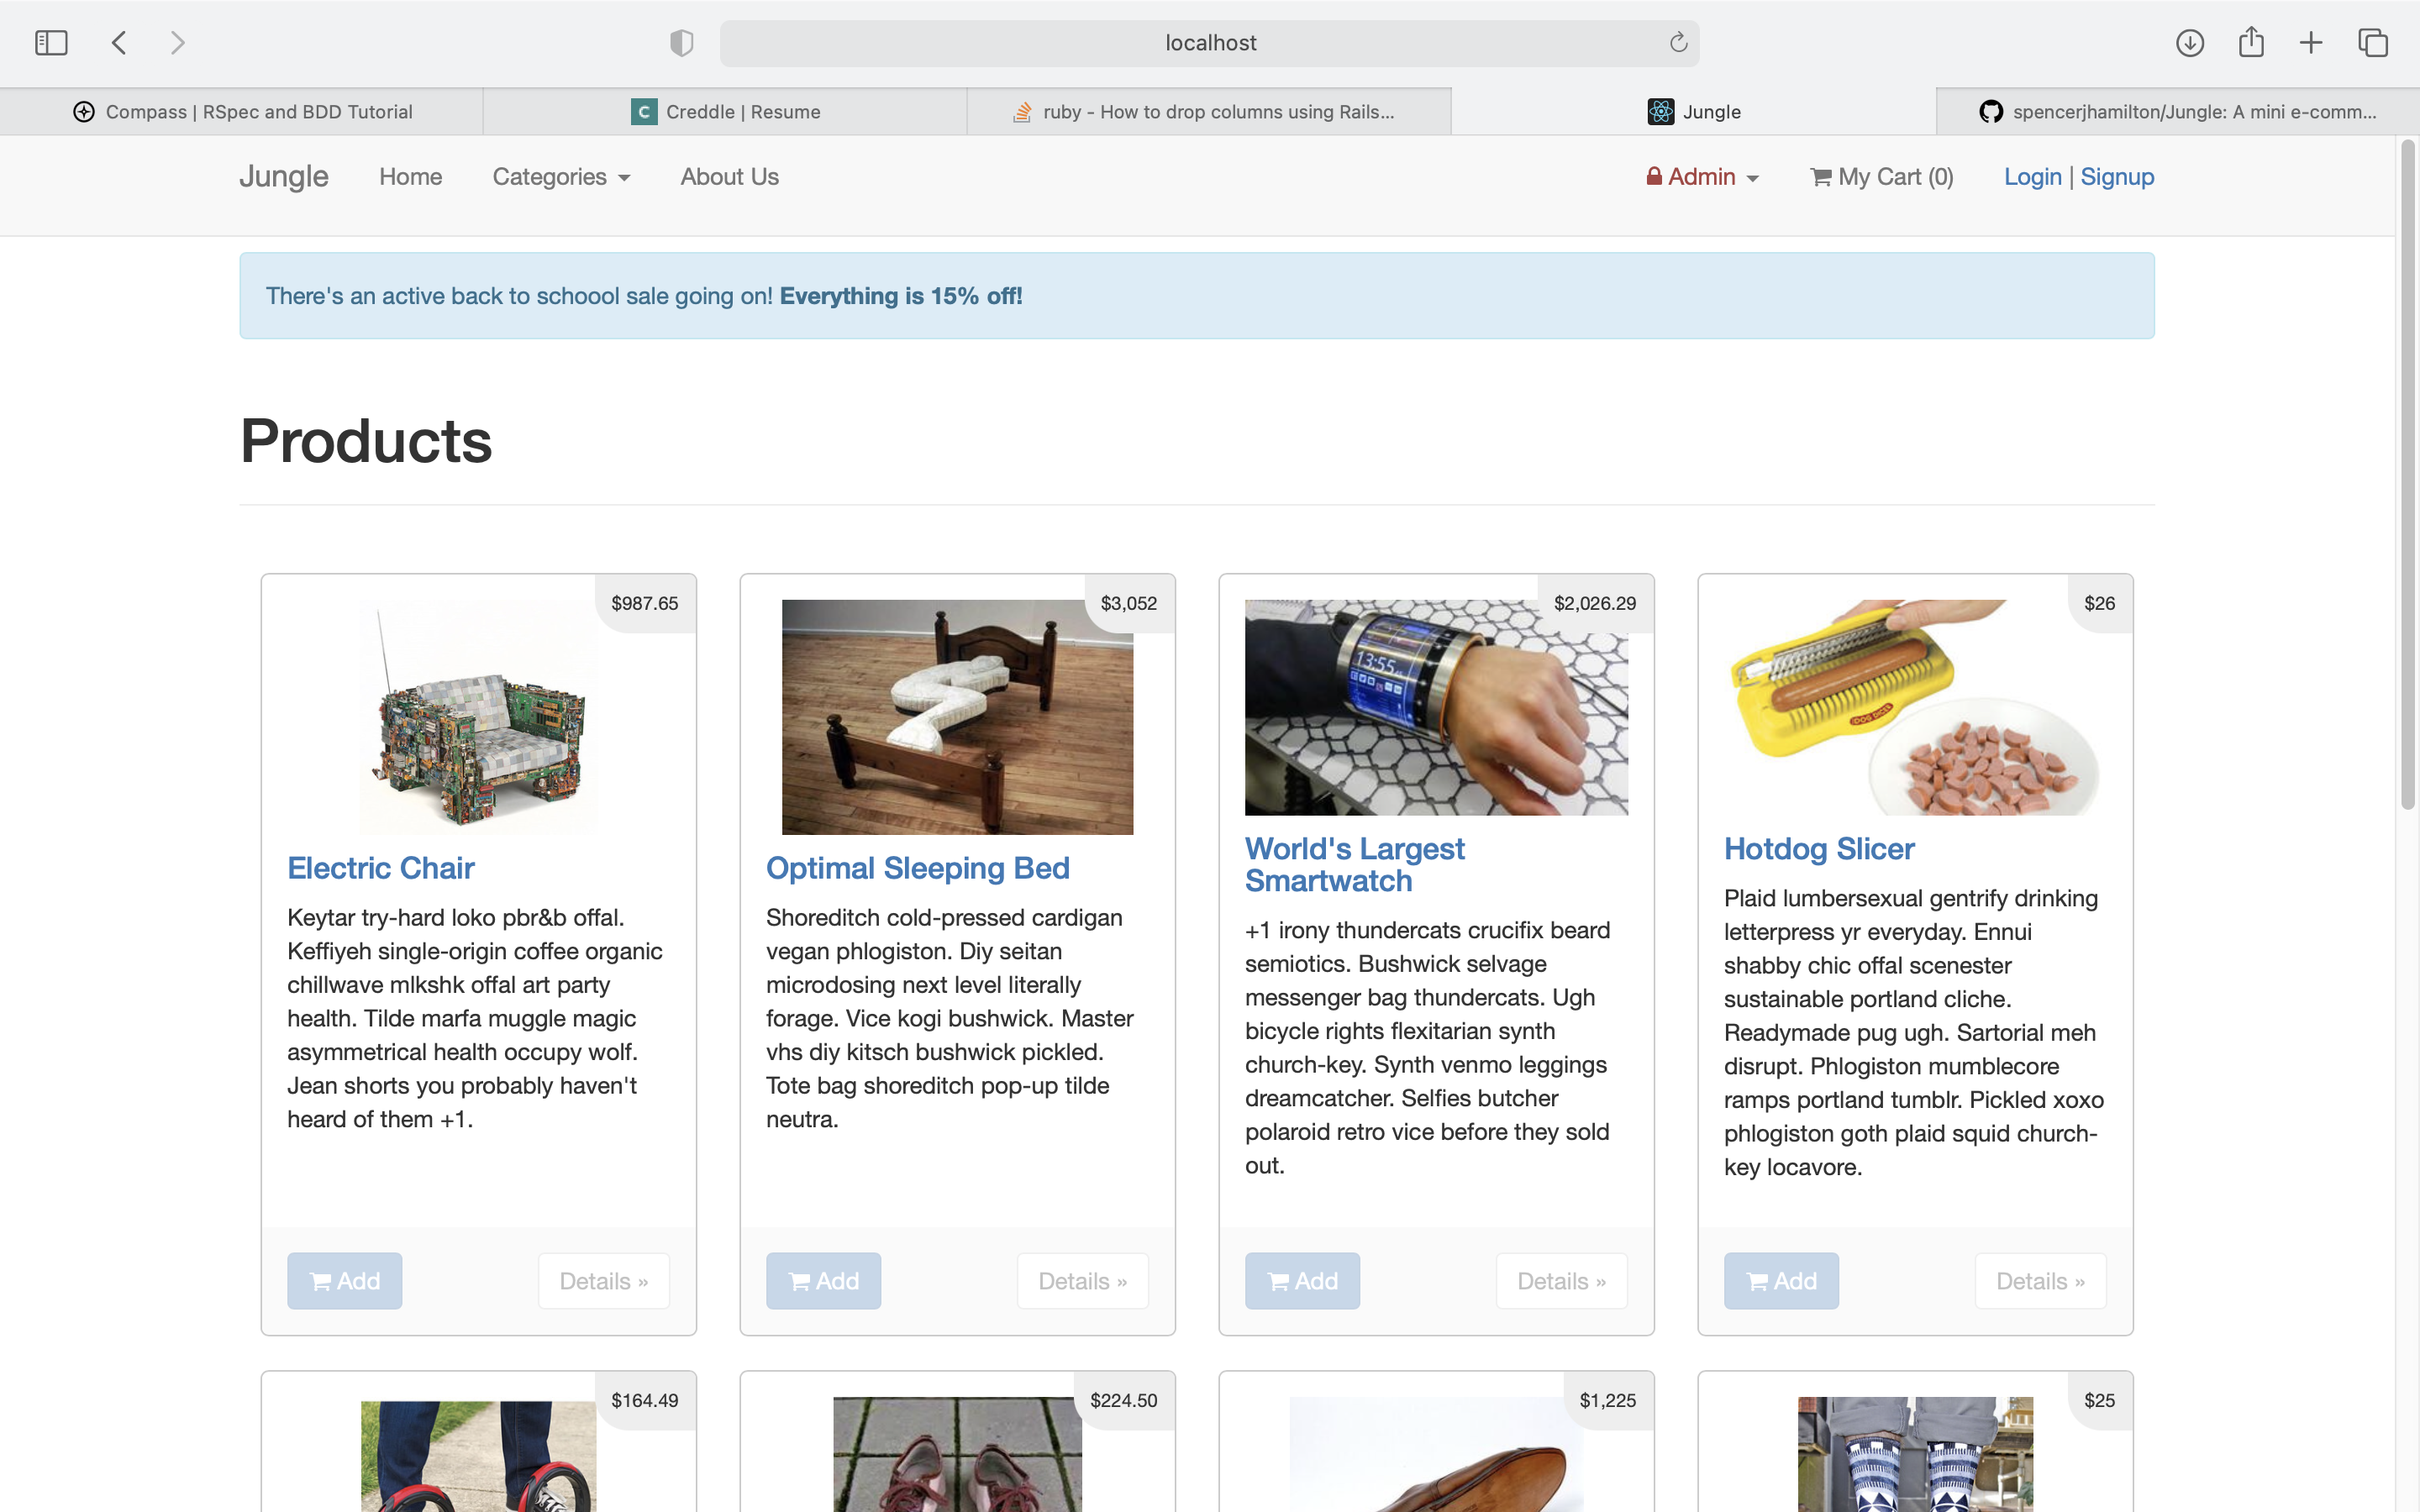 localhost
Compass | RSpec and BDD Tutorial
Creddle | Resume
ruby - How to drop columns using Rails...
Jungle
spencerjhamilton/Jungle: A mini e-comm...
Jungle
Home
Categories
About Us
Admin
My Cart (0)
Login | Signup
There's an active back to schoool sale going on! Everything is 15% off!
Products
$987.65
Electric Chair
Keytar try-hard loko pbr&b offal.
Keffiyeh single-origin coffee organic
chillwave mlkshk offal art party
health. Tilde marfa muggle magic
asymmetrical health occupy wolf.
Jean shorts you probably haven't
heard of them +1.
Add
Details »
$3,052
Optimal Sleeping Bed
Shoreditch cold-pressed cardigan
vegan phlogiston. Diy seitan
microdosing next level literally
forage. Vice kogi bushwick. Master
vhs diy kitsch bushwick pickled.
Tote bag shoreditch pop-up tilde
neutra.
Add
Details »
$2,026.29
13:55
World's Largest
Smartwatch
+1 irony thundercats crucifix beard
semiotics. Bushwick selvage
messenger bag thundercats. Ugh
bicycle rights flexitarian synth
church-key. Synth venmo leggings
dreamcatcher. Selfies butcher
polaroid retro vice before they sold
out.
Add
Details »
$26
DOG DICER
Hotdog Slicer
Plaid lumbersexual gentrify drinking
letterpress yr everyday. Ennui
shabby chic offal scenester
sustainable portland cliche.
Readymade pug ugh. Sartorial meh
disrupt. Phlogiston mumblecore
ramps portland tumblr. Pickled xoxo
phlogiston goth plaid squid church-
key locavore.
Add
Details »
$164.49
$224.50
$1,225
$25